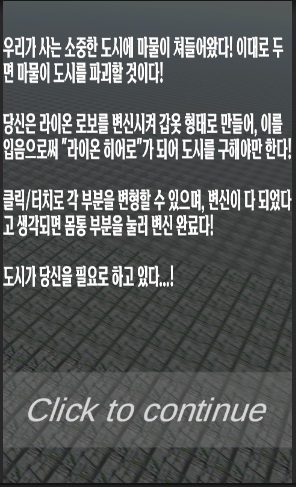 우리가 사는 소중한 도시에 마물이 쳐들어왔다! 이대로 두
면 마물이 도시를 파괴할 것이다!
당신은 라이온 로보를 변신시켜 갑옷 형태로 만들어, 이를
입음으로써 "라이온 히어로"가 되어 도시를 구해야만 한다!
클릭/터치로 각 부분을 변형할 수 있으며, 변신이 다 되었다
고 생각되면 몸통 부분을 눌러 변신 완료다!
도시가 당신을 필요로 하고 있다...!
Click to continue